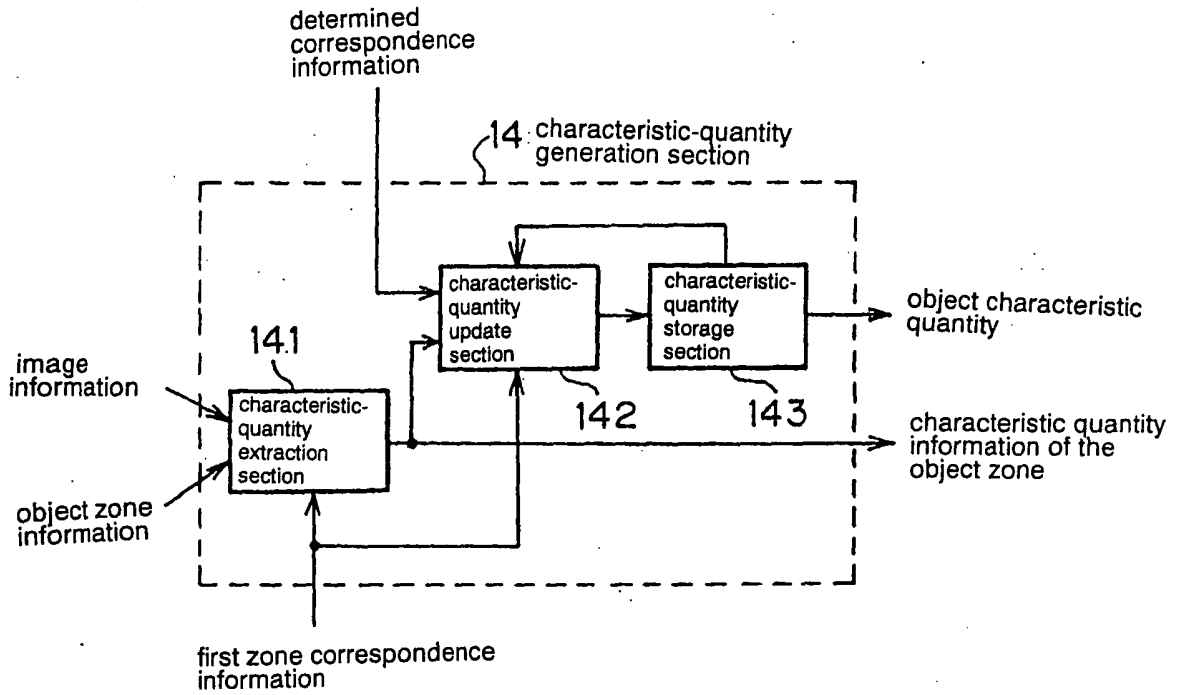 determined
correspondence
information
14 characteristic-quantity
generation section
characteristic-
quantity
update
section
characteristic-
quantity
storage
section
object characteristic
quantity
141
image
information
characteristic-
quantity
extraction
section
142
143
characteristic quantity
information of the
object zone
object zone
information
first zone correspondence
information